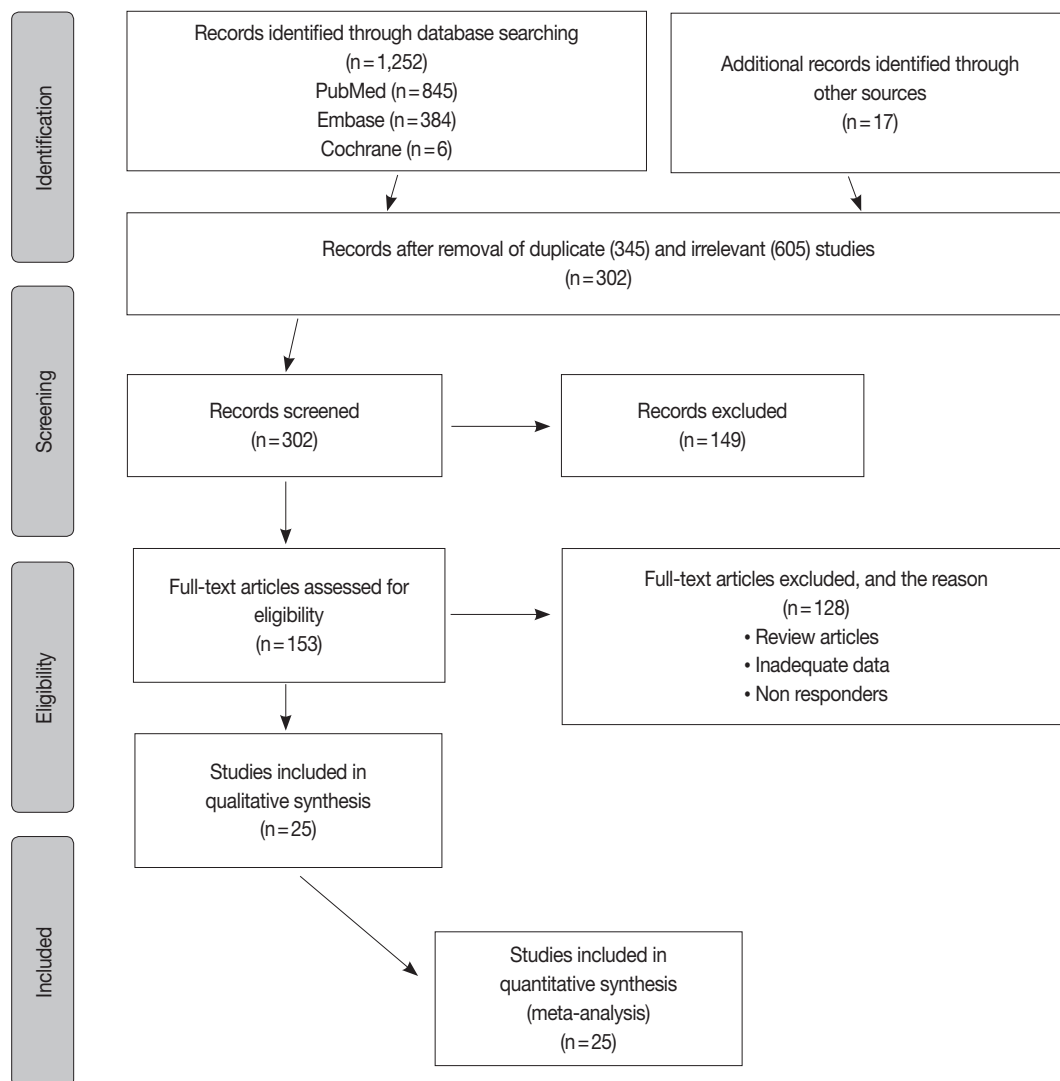 Identification
Records identified through database searching
(n=1,252)
PubMed (n=845)
Embase (n=384)
Cochrane (n=6)
Additional records identified through
other sources
(n=17)
Records after removal of duplicate (345) and irrelevant (605) studies
(n=302)
Screening
Records screened
(n=302)
Records excluded
(n=149)
Eligibility
Full-text articles assessed for
eligibility
(n=153)
Full-text articles excluded, and the reason
(n=128)
• Review articles
• Inadequate data
• Non responders
Studies included in
qualitative synthesis
(n=25)
Included
Studies included in
quantitative synthesis
(meta-analysis)
(n=25)